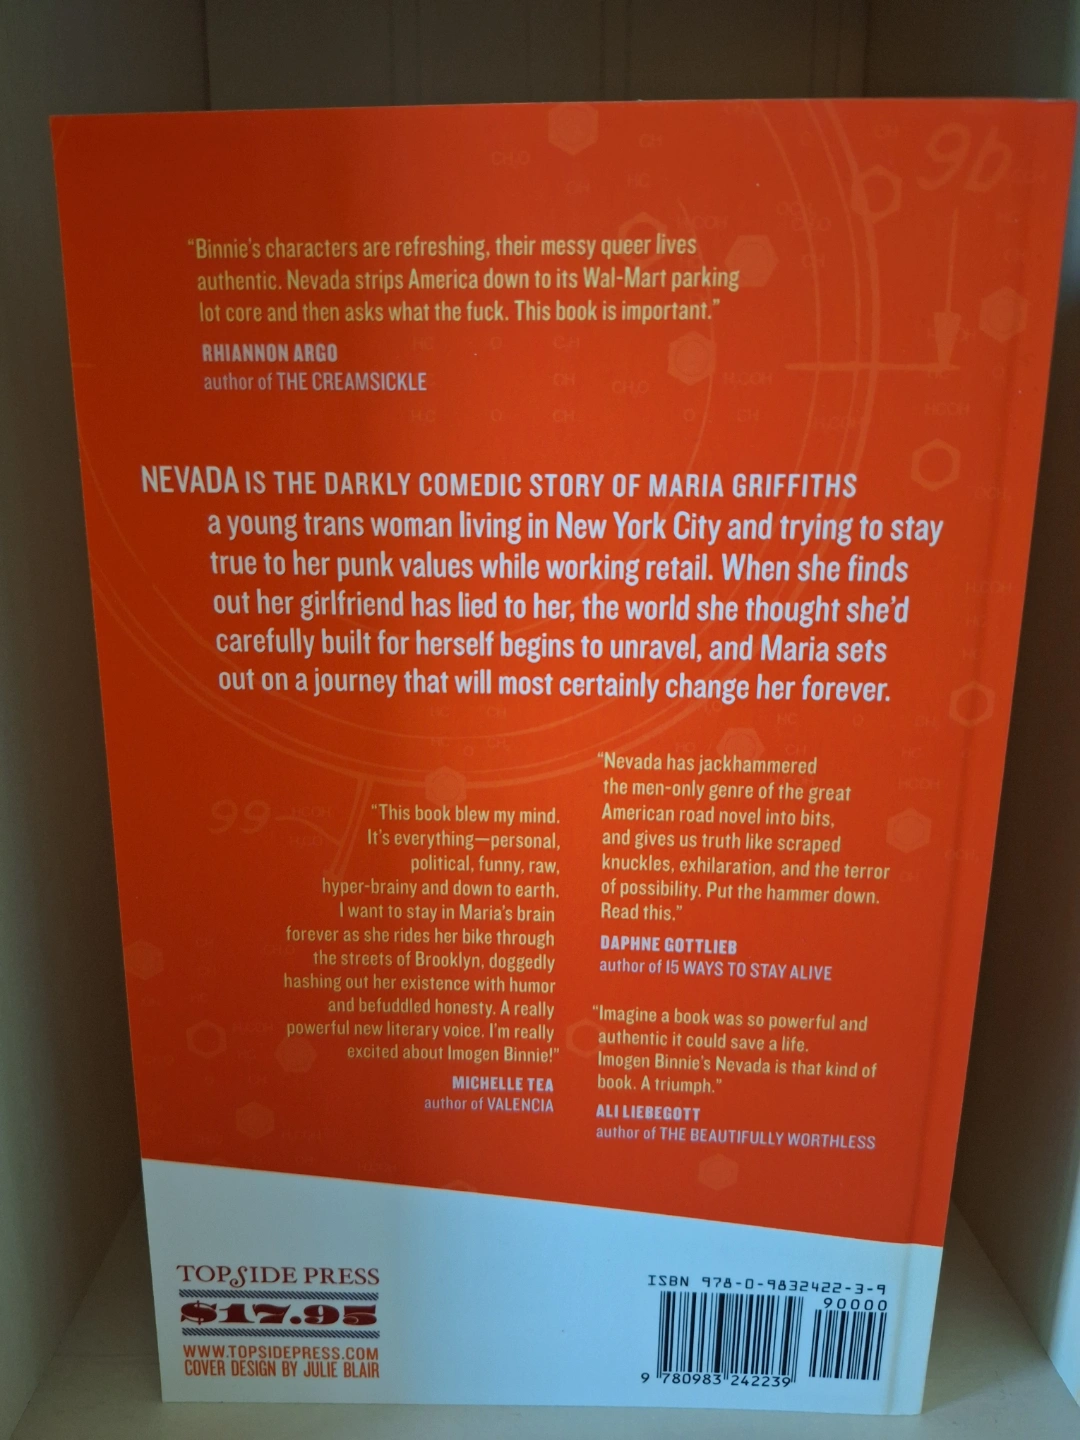 "Binnie's characters are refreshing, their messy queer lives
authentic. Nevada strips America down to its Wal-Mart parking
lot core and then asks what the fuck. This book is important."
RHIANNON ARGO
author of THE CREAMSICKLE
NEVADA IS THE DARKLY COMEDIC STORY OF MARIA GRIFFITHS
a young trans woman living in New York City and trying to stay
true to her punk values while working retail. When she finds
out her girlfriend has lied to her, the world she thought she'd
carefully built for herself begins to unravel, and Maria sets
out on a journey that will most certainly change her forever.
"This book blew my mind.
It's everything—personal,
political, funny, raw,
hyper-brainy and down to earth.
I want to stay in Maria's brain
forever as she rides her bike through
the streets of Brooklyn, doggedly
hashing out her existence with humor
and befuddled honesty. A really
powerful new literary voice. I'm really
excited about Imogen Binnie!"
MICHELLE TEA
author of VALENCIA
"Nevada has jackhammered
the men-only genre of the great
American road novel into bits,
and gives us truth like scraped
knuckles, exhilaration, and the terror
of possibility. Put the hammer down.
Read this."
DAPHNE GOTTLIEB
author of 15 WAYS TO STAY ALIVE
"Imagine a book was so powerful and
authentic it could save a life.
Imogen Binnie's Nevada is that kind of
book. A triumph."
ALI LIEBEGOTT
author of THE BEAUTIFULLY WORTHLESS
9b
99
TOPSIDE PRESS
$17.95
WWW.TOPSIDEPRESS.COM
COVER DESIGN BY JULIE BLAIR
ISBN 978-0-9832422-3-9
90000
9 780983 242239